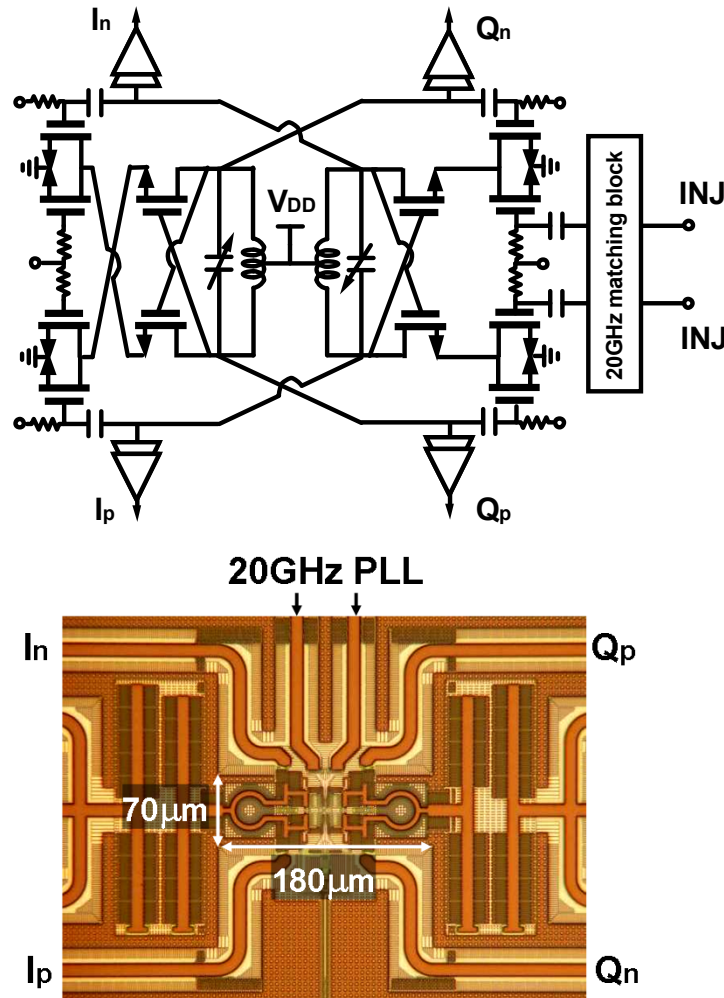 In Qn
VDD
INJ
20GHz matching block
INJ
Ip Qp
20GHz PLL
In Qp
70μm
180μm
Ip Qn